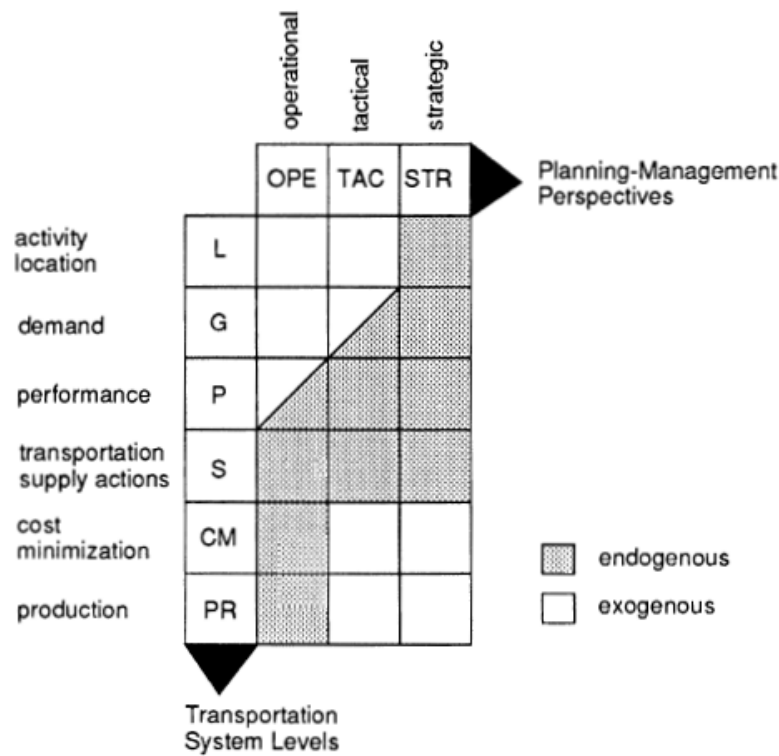 operational
tactical
strategic
OPE TAC STR
Planning-Management
Perspectives
activity
location
L
demand
G
performance
P
transportation
supply actions
S
cost
minimization
CM
production
PR
endogenous
exogenous
Transportation
System Levels